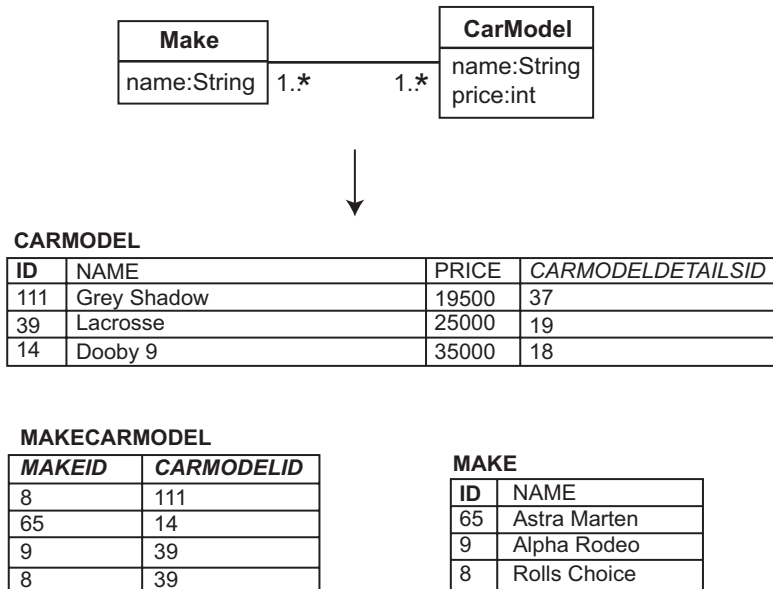 Make
name:String
1..*
1..*
CarModel
name:String
price:int
CARMODEL
ID NAME PRICE CARMODELDETAILSID
111 Grey Shadow 19500 37
39 Lacrosse 25000 19
14 Dooby 9 35000 18
MAKECARMODEL
MAKEID CARMODELID
8 111
65 14
9 39
8 39
MAKE
ID NAME
65 Astra Marten
9 Alpha Rodeo
8 Rolls Choice